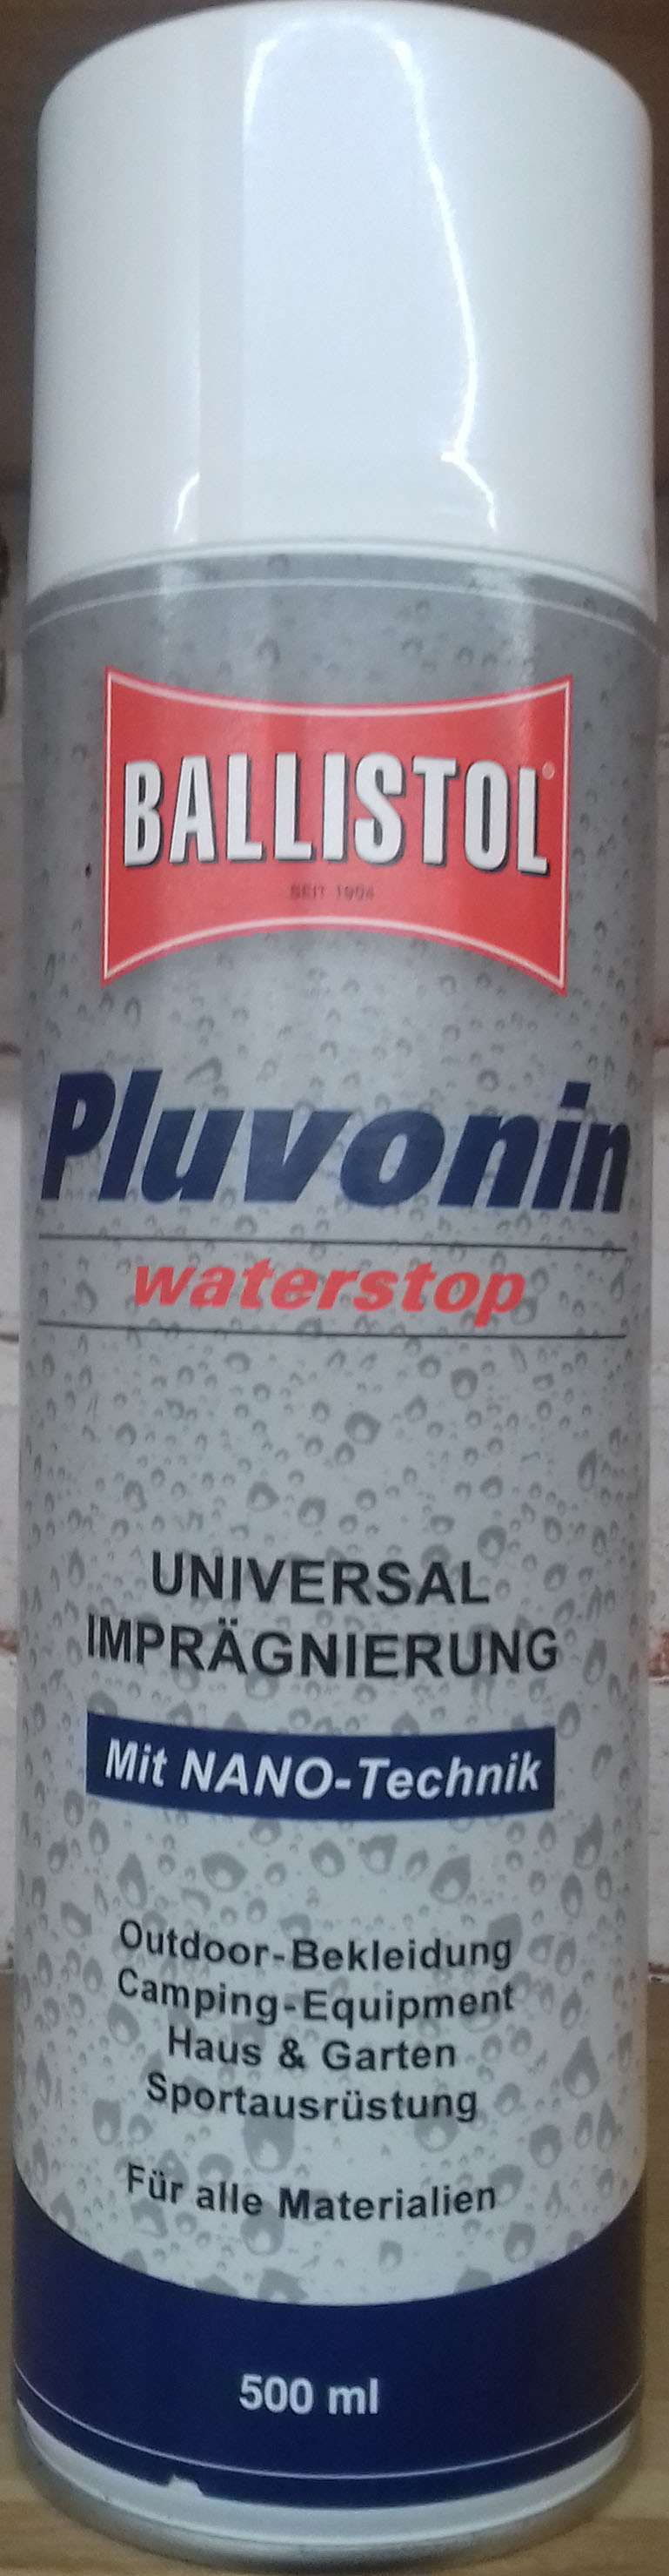 BALLISTOL®
SEIT 1904
Pluvonin
waterstop
UNIVERSAL
IMPRÄGNIERUNG
Mit NANO-Technik
Outdoor-Bekleidung
Camping-Equipment
Haus & Garten
Sportausrüstung
Für alle Materialien
500 ml